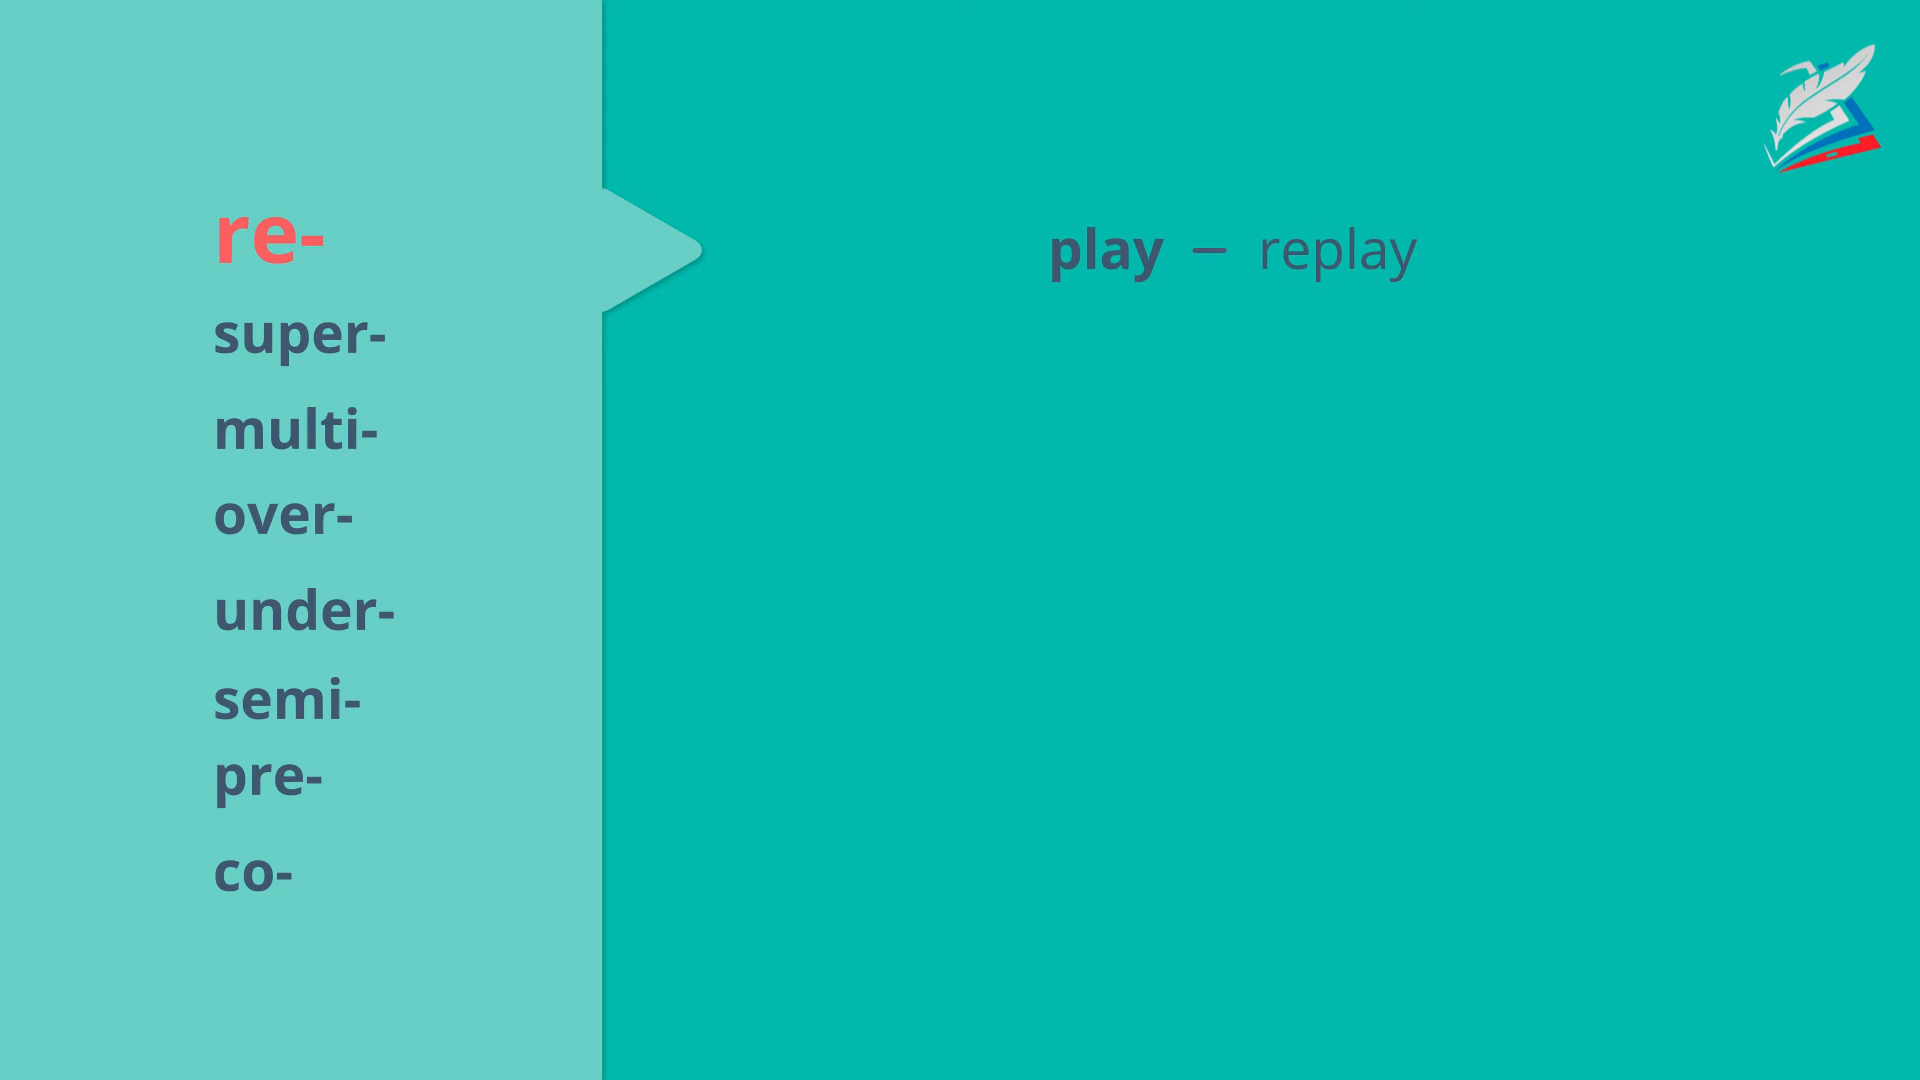 re-
play – replay
super-
multi-
over-
under-
semi-
pre-
co-